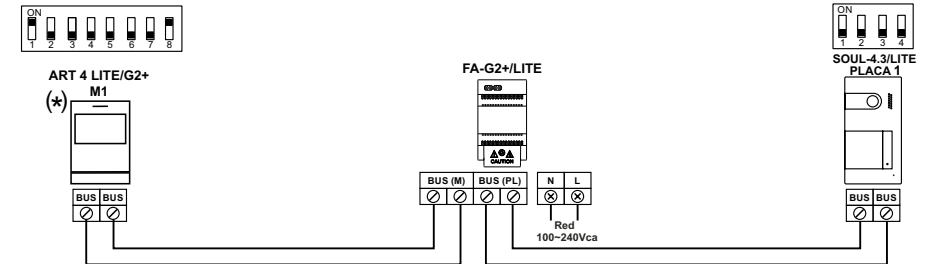 ON
1 2 3 4 5 6 7 8
ART 4 LITE/G2+
M1
(*)
BUS BUS
FA-G2+/LITE
CAUTION
BUS (M) BUS (PL) N L
Red
100~240Vca
ON
1 2 3 4
SOUL-4.3/LITE
PLACA 1
BUS BUS